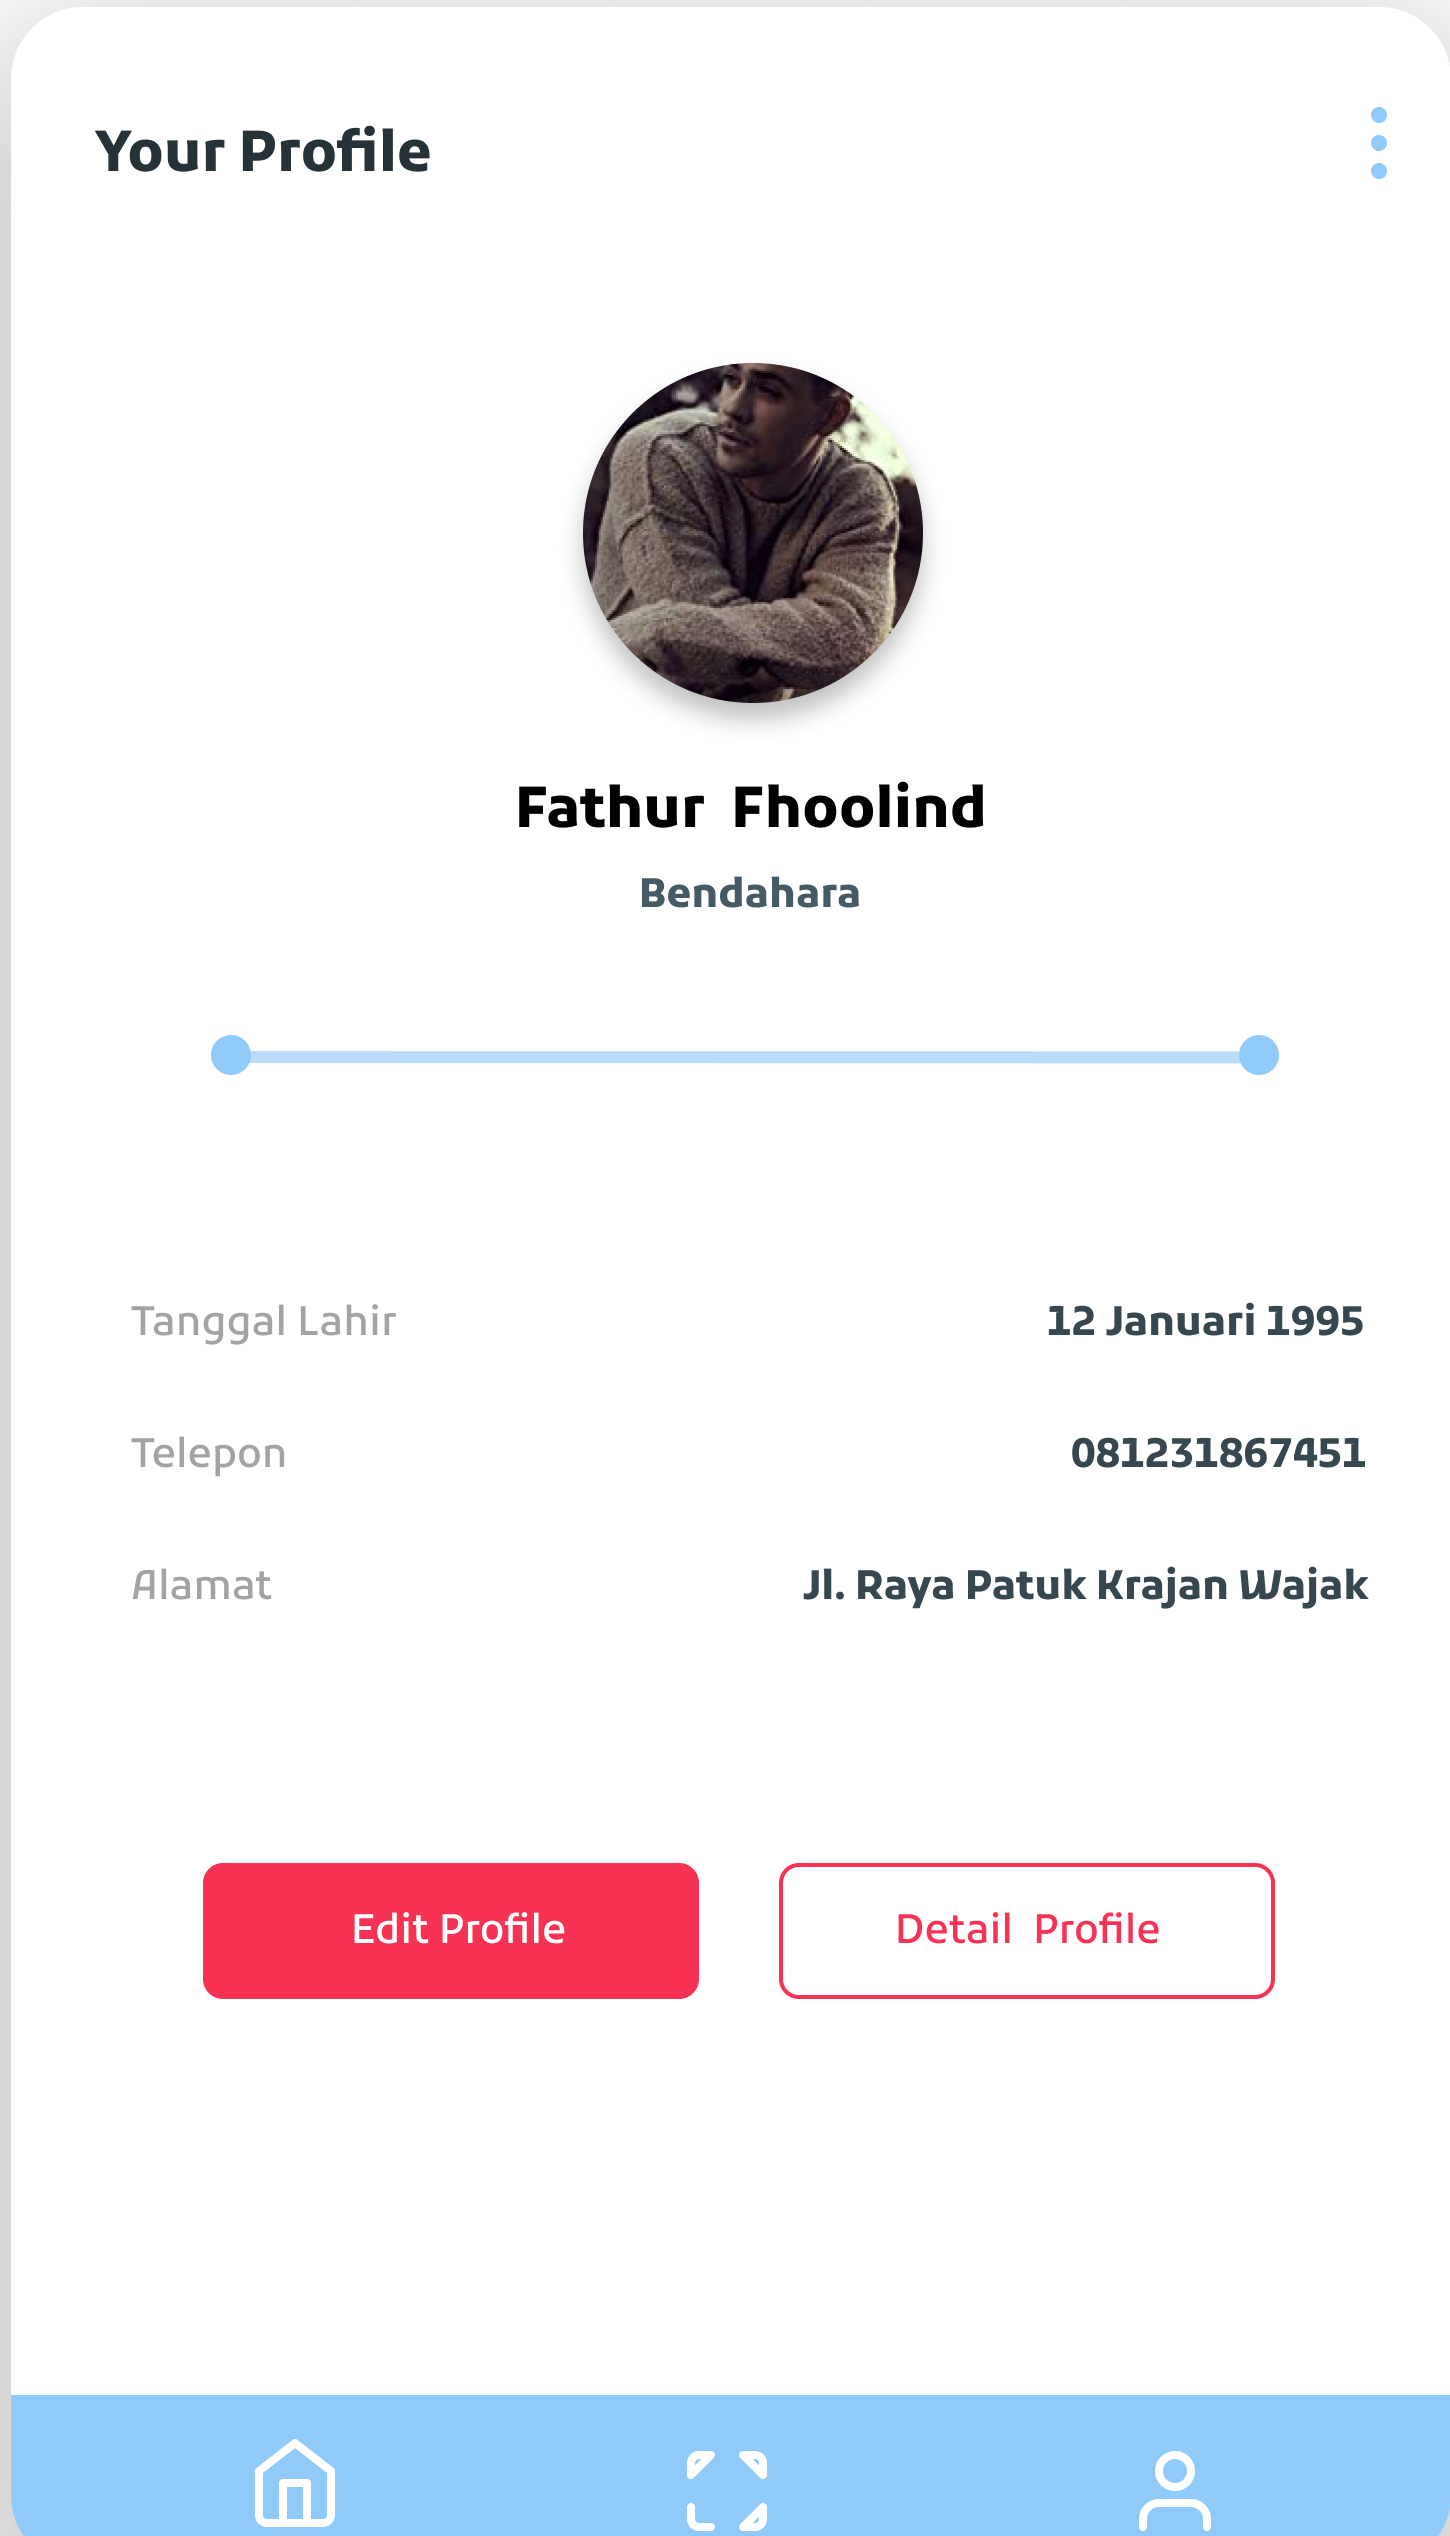 Your Profile
Fathur Fhoolind
Bendahara
Tanggal Lahir 12 Januari 1995
Telepon 081231867451
Alamat Jl. Raya Patuk Krajan Wajak
Edit Profile Detail Profile